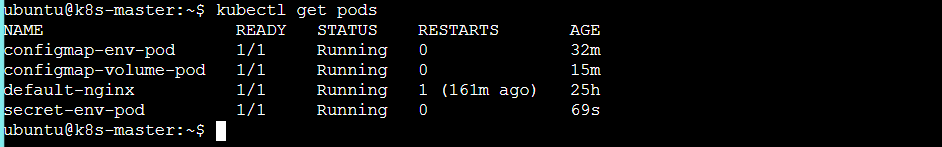 ubuntu@k8s-master:~$ kubectl get pods
NAME READY STATUS RESTARTS AGE
configmap-env-pod 1/1 Running 0 32m
configmap-volume-pod 1/1 Running 0 15m
default-nginx 1/1 Running 1 (161m ago) 25h
secret-env-pod 1/1 Running 0 69s
ubuntu@k8s-master:~$